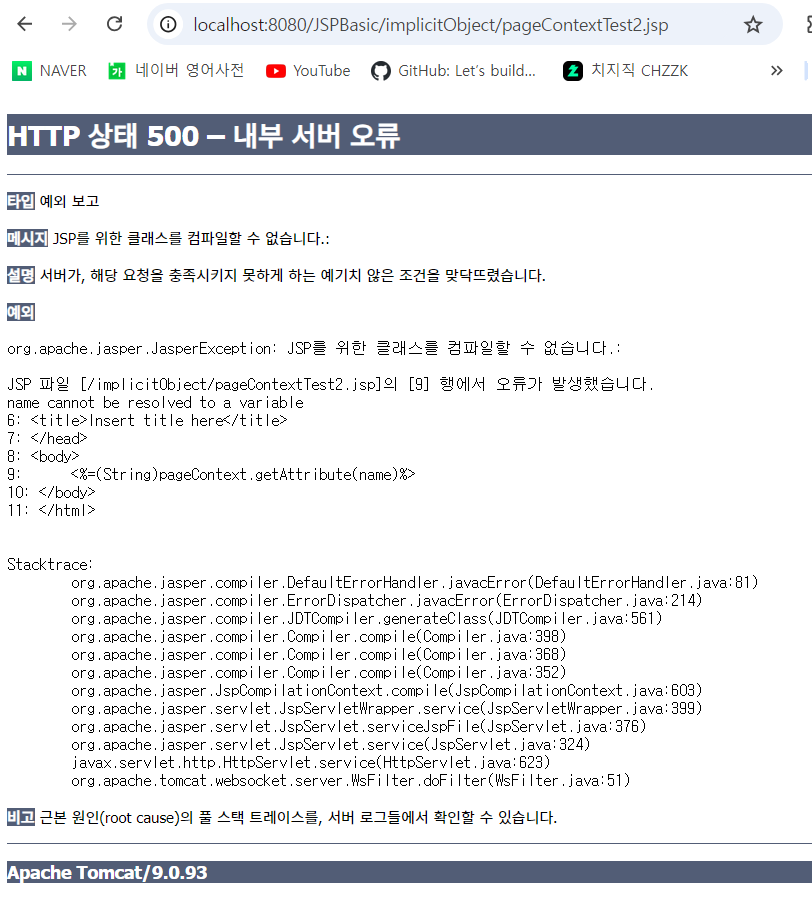 localhost:8080/JSPBasic/implicitObject/pageContextTest2.jsp
NAVER 네이버 영어사전 YouTube GitHub: Let's build... 치지직 CHZZK
HTTP 상태 500 – 내부 서버 오류
타입 예외 보고
메시지 JSP를 위한 클래스를 컴파일할 수 없습니다.:
설명 서버가, 해당 요청을 충족시키지 못하게 하는 예기치 않은 조건을 맞닥뜨렸습니다.
예외
org.apache.jasper.JasperException: JSP를 위한 클래스를 컴파일할 수 없습니다.:
JSP 파일 [/implicitObject/pageContextTest2.jsp]의 [9] 행에서 오류가 발생했습니다.
name cannot be resolved to a variable
6: <title>Insert title here</title>
7: </head>
8: <body>
9: <%=(String)pageContext.getAttribute(name)%>
10: </body>
11: </html>
Stacktrace:
org.apache.jasper.compiler.DefaultErrorHandler.javacError(DefaultErrorHandler.java:81)
org.apache.jasper.compiler.ErrorDispatcher.javacError(ErrorDispatcher.java:214)
org.apache.jasper.compiler.JDTCompiler.generateClass(JDTCompiler.java:561)
org.apache.jasper.compiler.Compiler.compile(Compiler.java:398)
org.apache.jasper.compiler.Compiler.compile(Compiler.java:368)
org.apache.jasper.compiler.Compiler.compile(Compiler.java:352)
org.apache.jasper.JspCompilationContext.compile(JspCompilationContext.java:603)
org.apache.jasper.servlet.JspServletWrapper.service(JspServletWrapper.java:399)
org.apache.jasper.servlet.JspServlet.serviceJspFile(JspServlet.java:376)
org.apache.jasper.servlet.JspServlet.service(JspServlet.java:324)
javax.servlet.http.HttpServlet.service(HttpServlet.java:623)
org.apache.tomcat.websocket.server.WsFilter.doFilter(WsFilter.java:51)
비고 근본 원인(root cause)의 풀 스택 트레이스를, 서버 로그들에서 확인할 수 있습니다.
Apache Tomcat/9.0.93